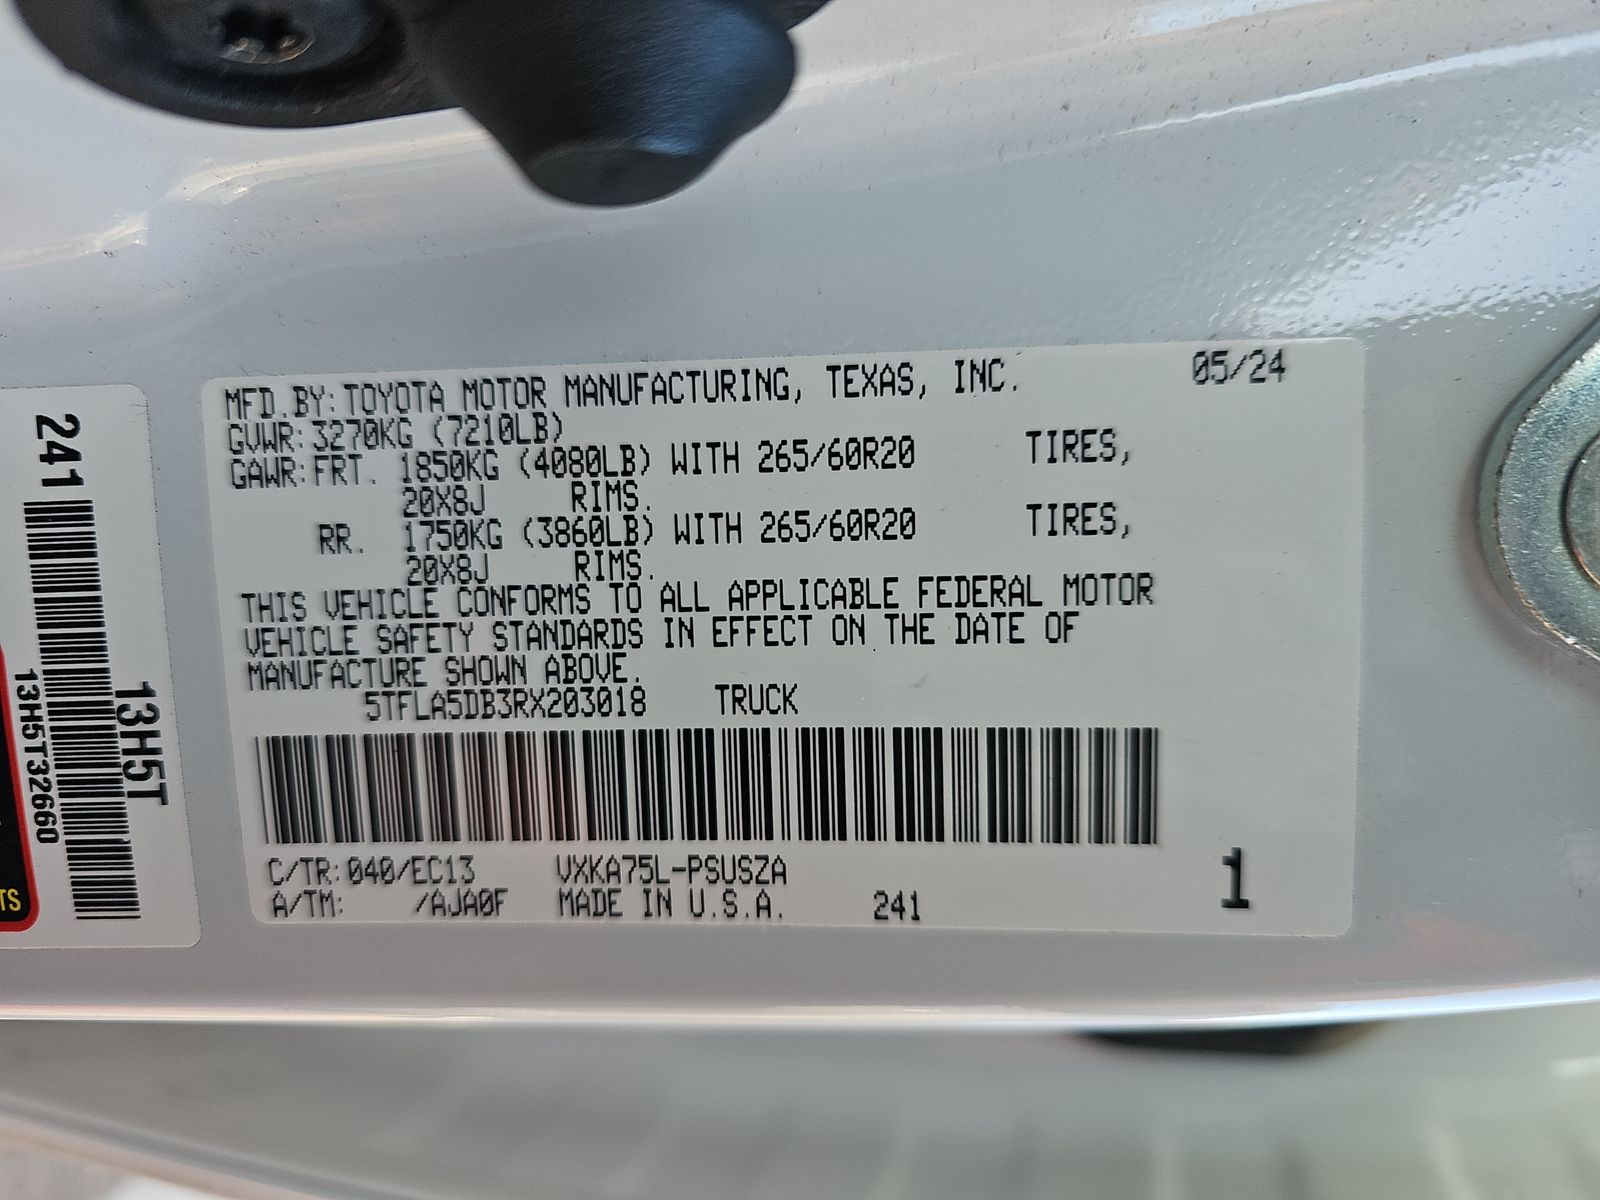 MFD.BY:TOYOTA MOTOR MANUFACTURING, TEXAS, INC. 05/24
GVWR:3270KG (7210LB)
GAWR:FRT. 1850KG (4080LB) WITH 265/60R20 TIRES,
20X8J RIMS.
RR. 1750KG (3860LB) WITH 265/60R20 TIRES,
20X8J RIMS.
THIS VEHICLE CONFORMS TO ALL APPLICABLE FEDERAL MOTOR
VEHICLE SAFETY STANDARDS IN EFFECT ON THE DATE OF
MANUFACTURE SHOWN ABOVE.
5TFLA5DB3RX203018 TRUCK
C/TR:040/EC13 VXKA75L-PSUSZA
A/TM: /AJA0F MADE IN U.S.A. 241
1
241
13H5T
13H5T32660
TS